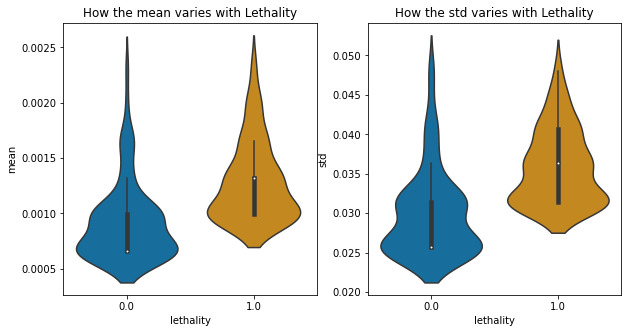 How the mean varies with Lethality
mean
0.0025
0.0020
0.0015
0.0010
0.0005
0.0
1.0
lethality
How the std varies with Lethality
std
0.050
0.045
0.040
0.035
0.030
0.025
0.020
0.0
1.0
lethality